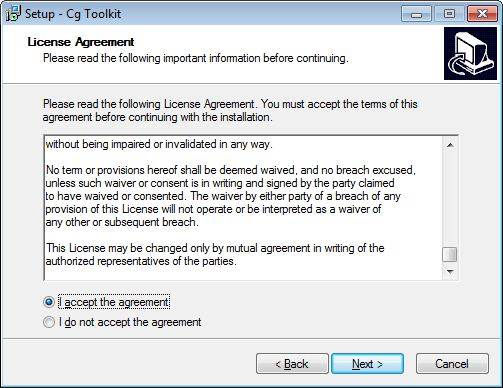 Setup - Cg Toolkit
License Agreement
Please read the following important information before continuing.
Please read the following License Agreement. You must accept the terms of this
agreement before continuing with the installation.
without being impaired or invalidated in any way.
No term or provisions hereof shall be deemed waived, and no breach excused,
unless such waiver or consent is in writing and signed by the party claimed
to have waived or consented. The waiver by either party of a breach of any
provision of this License will not operate or be interpreted as a waiver of
any other or subsequent breach.
This License may be changed only by mutual agreement in writing of the
authorized representatives of the parties.
I accept the agreement
I do not accept the agreement
< Back
Next >
Cancel